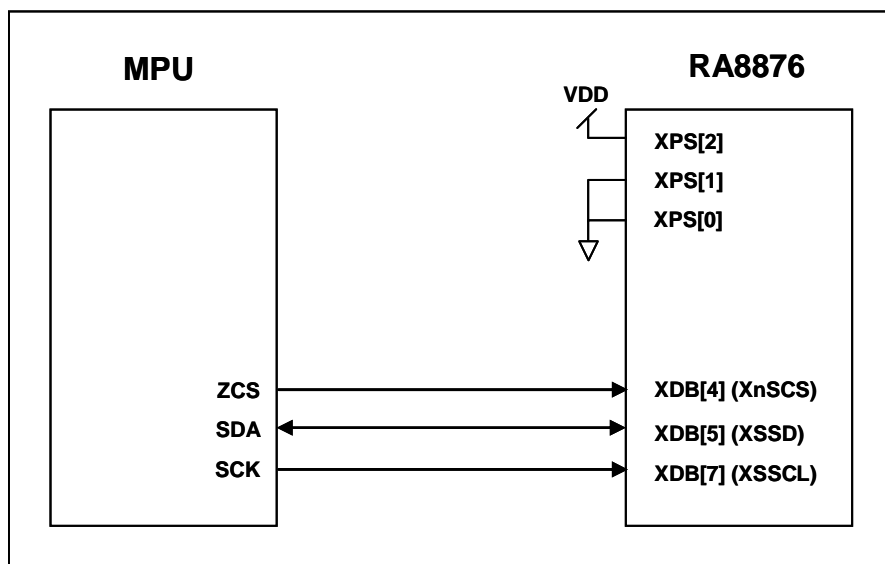 MPU
RA8876
VDD
XPS[2]
XPS[1]
XPS[0]
ZCS
XDB[4] (XnSCS)
SDA
XDB[5] (XSSD)
SCK
XDB[7] (XSSCL)